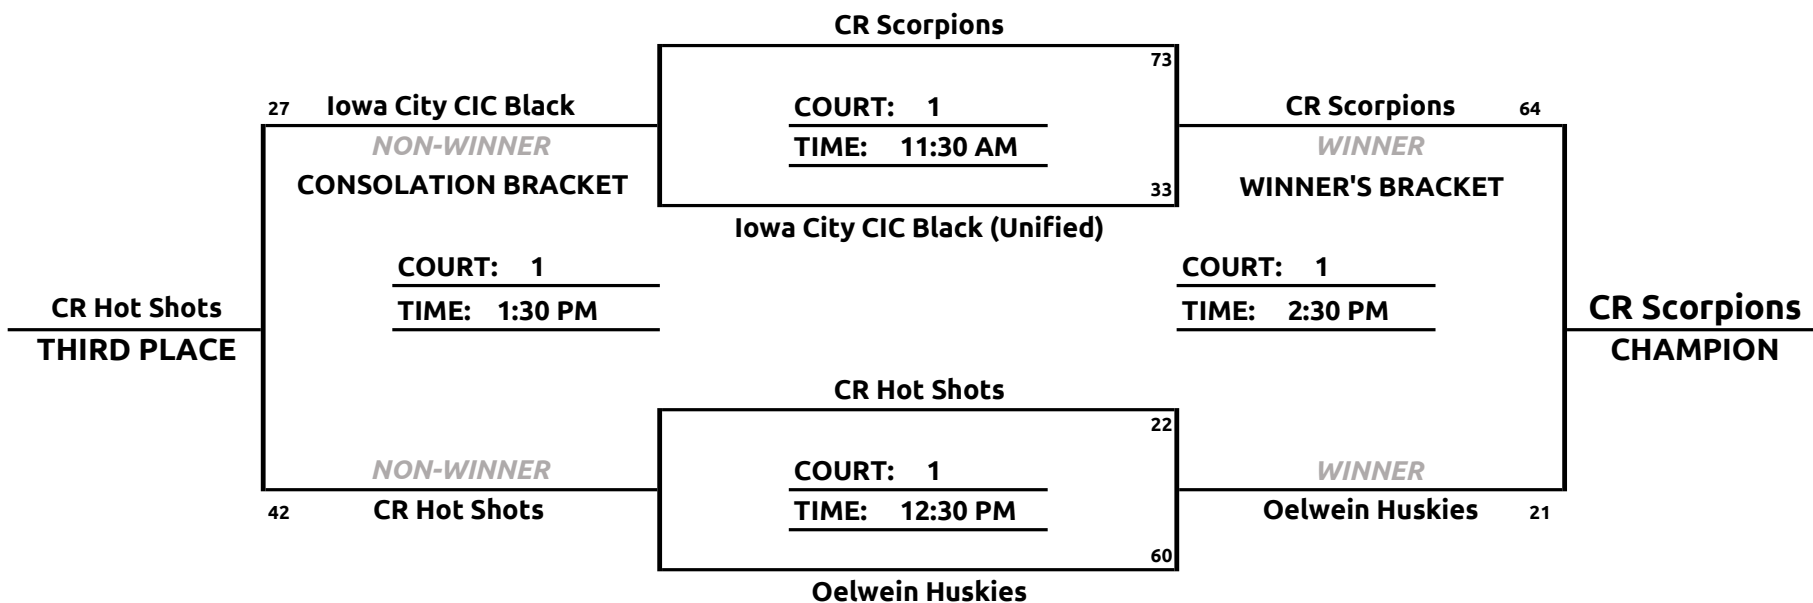 CR Scorpions
73
27 Iowa City CIC Black
COURT: 1
CR Scorpions 64
NON-WINNER
TIME: 11:30 AM
WINNER
CONSOLATION BRACKET
33
WINNER'S BRACKET
Iowa City CIC Black (Unified)
COURT: 1
COURT: 1
CR Hot Shots
TIME: 1:30 PM
TIME: 2:30 PM
CR Scorpions
THIRD PLACE
CHAMPION
CR Hot Shots
22
NON-WINNER
COURT: 1
WINNER
42 CR Hot Shots
TIME: 12:30 PM
Oelwein Huskies 21
60
Oelwein Huskies